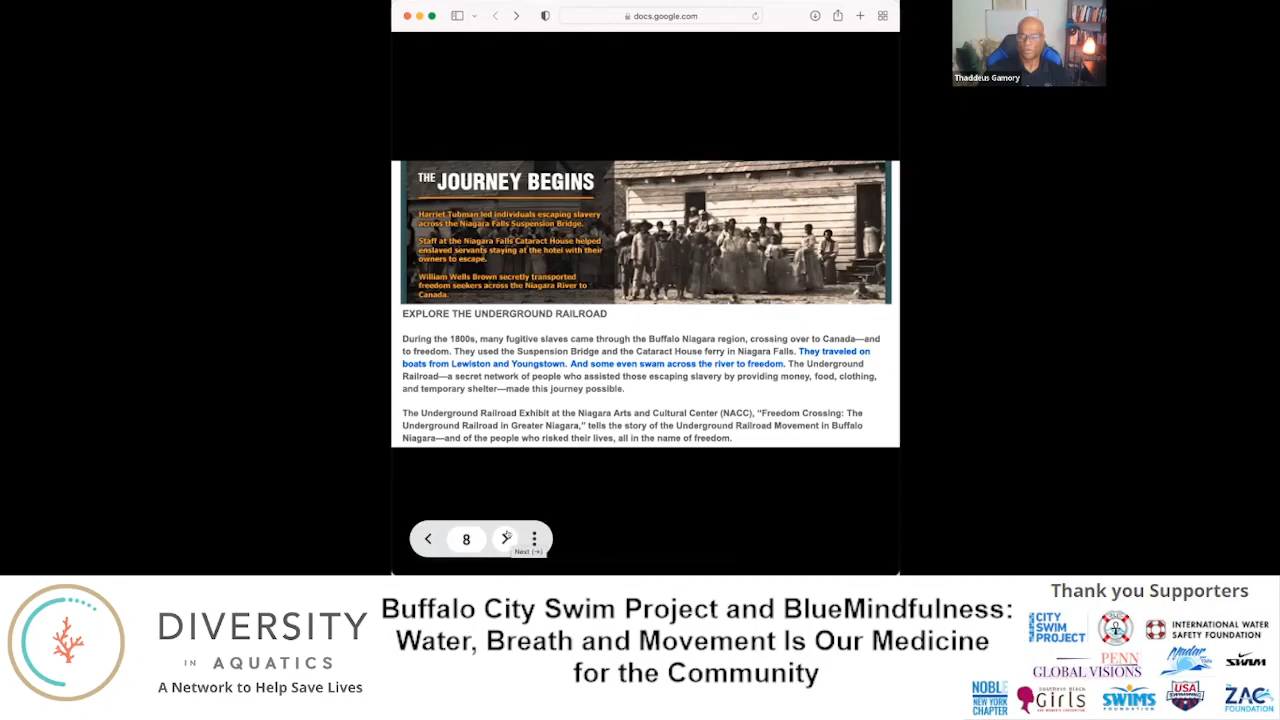 docs.google.com
Thaddeus Gamory
THE JOURNEY BEGINS
Harriet Tubman led individuals escaping slavery
across the Niagara Falls Suspension Bridge.
Staff at the Niagara Falls Cataract House helped
enslaved servants staying at the hotel with their
owners to escape.
William Wells Brown secretly transported
freedom seekers across the Niagara River to
Canada.
EXPLORE THE UNDERGROUND RAILROAD
During the 1800s, many fugitive slaves came through the Buffalo Niagara region, crossing over to Canada—and
to freedom. They used the Suspension Bridge and the Cataract House ferry in Niagara Falls. They traveled on
boats from Lewiston and Youngstown. And some even swam across the river to freedom. The Underground
Railroad—a secret network of people who assisted those escaping slavery by providing money, food, clothing,
and temporary shelter—made this journey possible.
The Underground Railroad Exhibit at the Niagara Arts and Cultural Center (NACC), “Freedom Crossing: The
Underground Railroad in Greater Niagara,” tells the story of the Underground Railroad Movement in Buffalo
Niagara—and of the people who risked their lives, all in the name of freedom.
8
Next (→)
DIVERSITY
IN AQUATICS
A Network to Help Save Lives
Buffalo City Swim Project and BlueMindfulness:
Water, Breath and Movement Is Our Medicine
for the Community
Thank you Supporters
CITY
SWIM
PROJECT
INTERNATIONAL WATER
SAFETY FOUNDATION
PENN
GLOBAL VISIONS
SWIM
NOBL
NEW YORK
CHAPTER
Girls
SWIMS
FOUNDATION
USA
ZAC
FOUNDATION